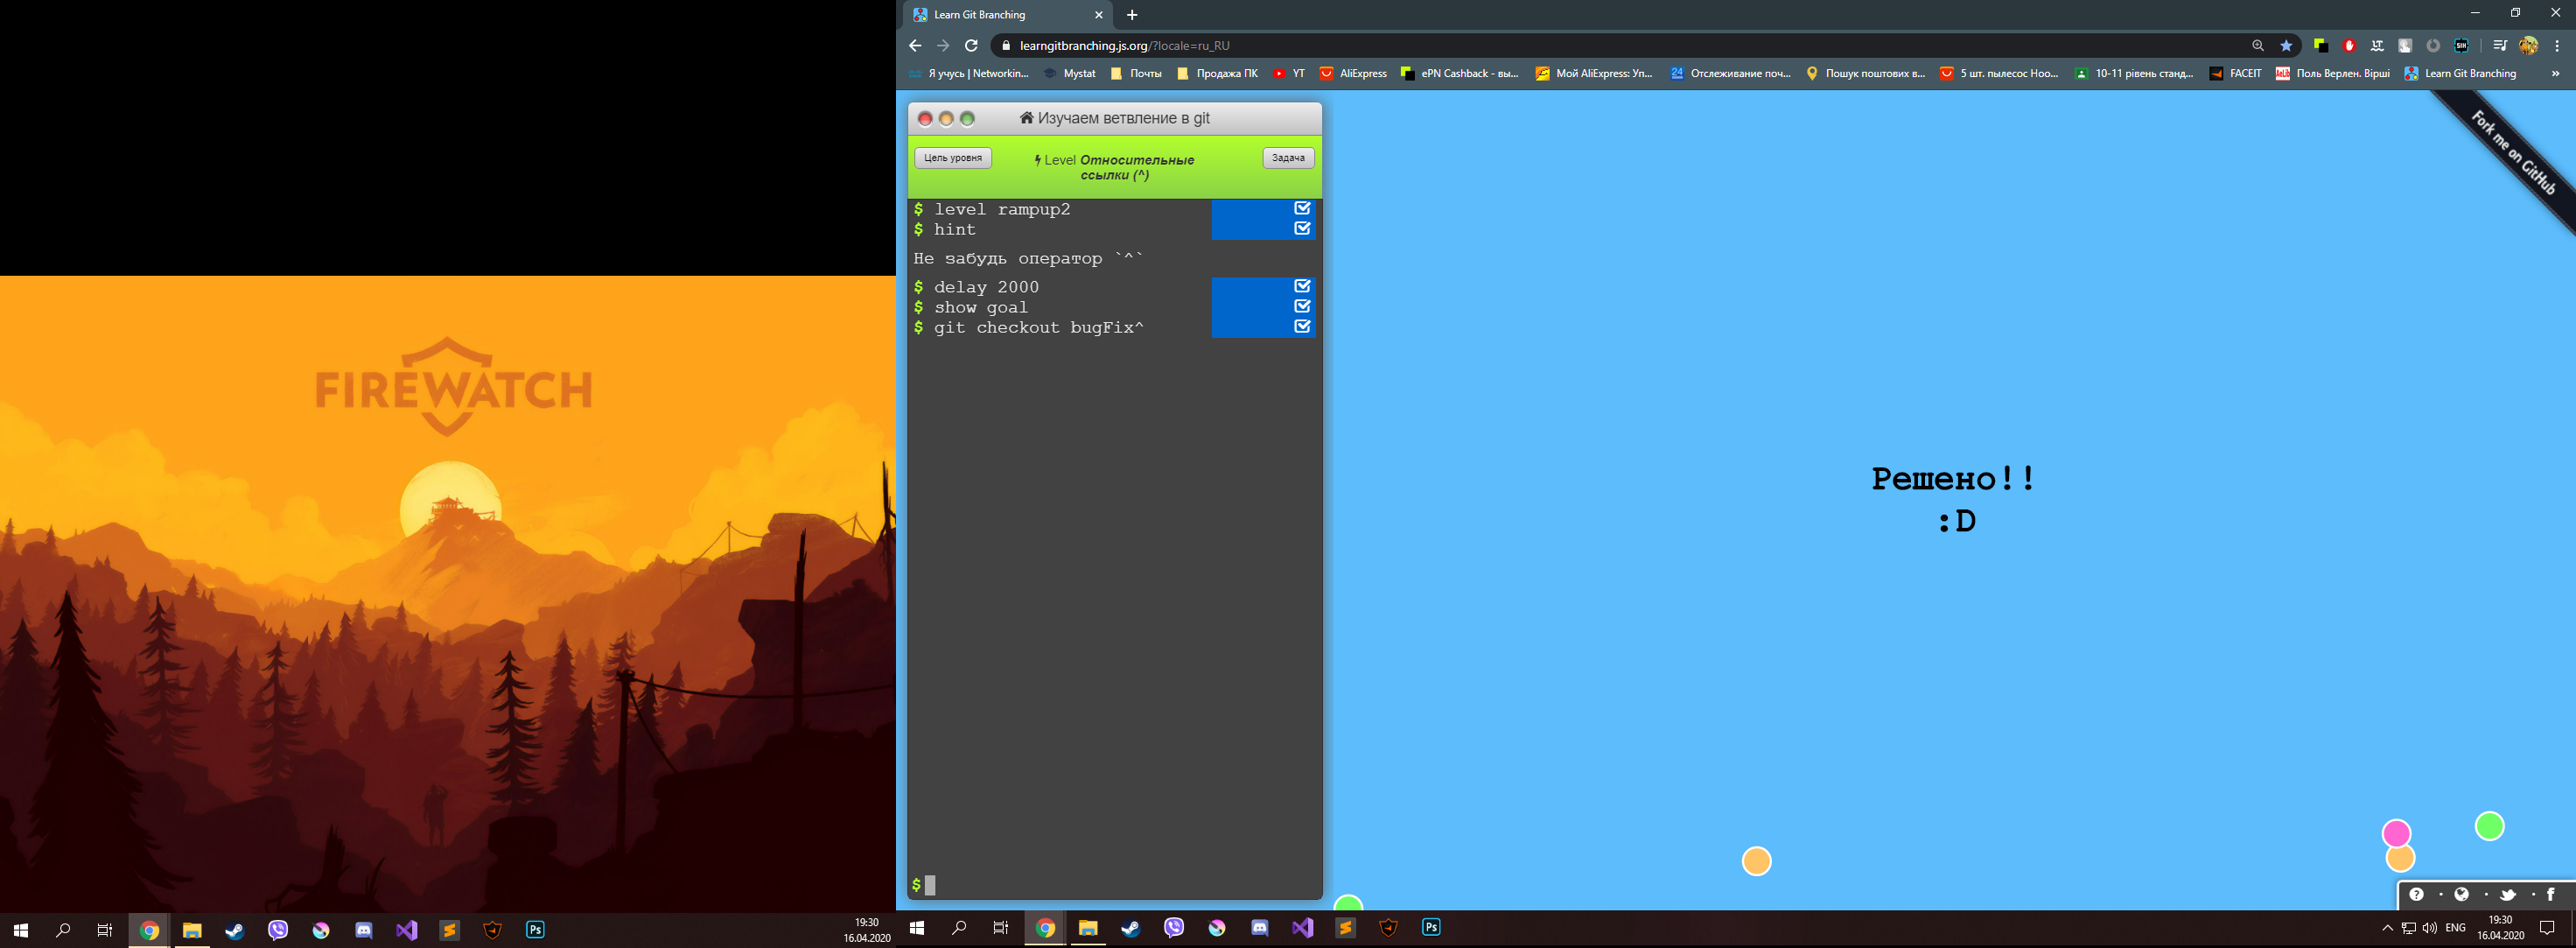 FIREWATCH
19:30
16.04.2020
Learn Git Branching
learngitbranching.js.org/?locale=ru_RU
Я учусь | Networkin...
Mystat
Почты
Продажа ПК
YT
AliExpress
ePN Cashback - вы...
Мой AliExpress: Уп...
Отслеживание поч...
Пошук поштових в...
5 шт. пылесос Hoo...
10-11 рівень станд...
FACEIT
Поль Верлен. Вірші
Learn Git Branching
»
Fork me on GitHub
Изучаем ветвление в git
Цель уровня
Level Относительные
ссылки (^)
Задача
$ level rampup2
$ hint
Не забудь оператор `^`
$ delay 2000
$ show goal
$ git checkout bugFix^
$
Решено!!
:D
Ps
Ps
ENG
19:30
16.04.2020